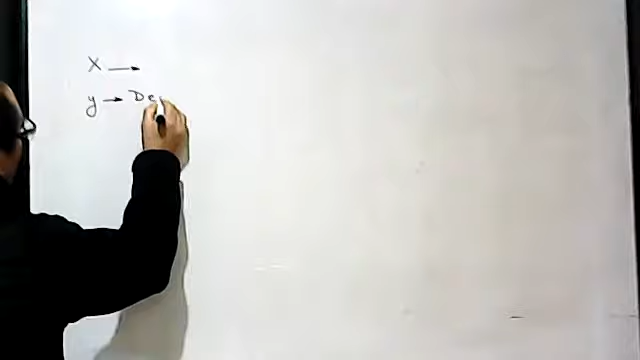 X →
y → De